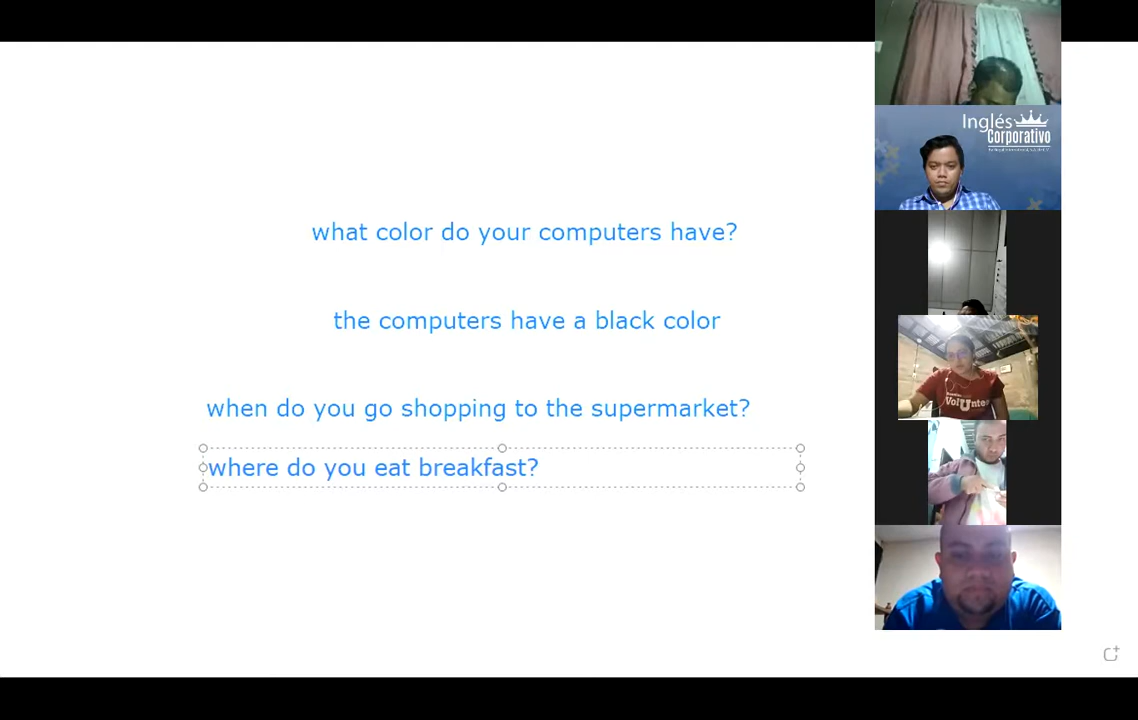 what color do your computers have?
the computers have a black color
when do you go shopping to the supermarket?
where do you eat breakfast?
Inglés
Corporativo
VolUntee